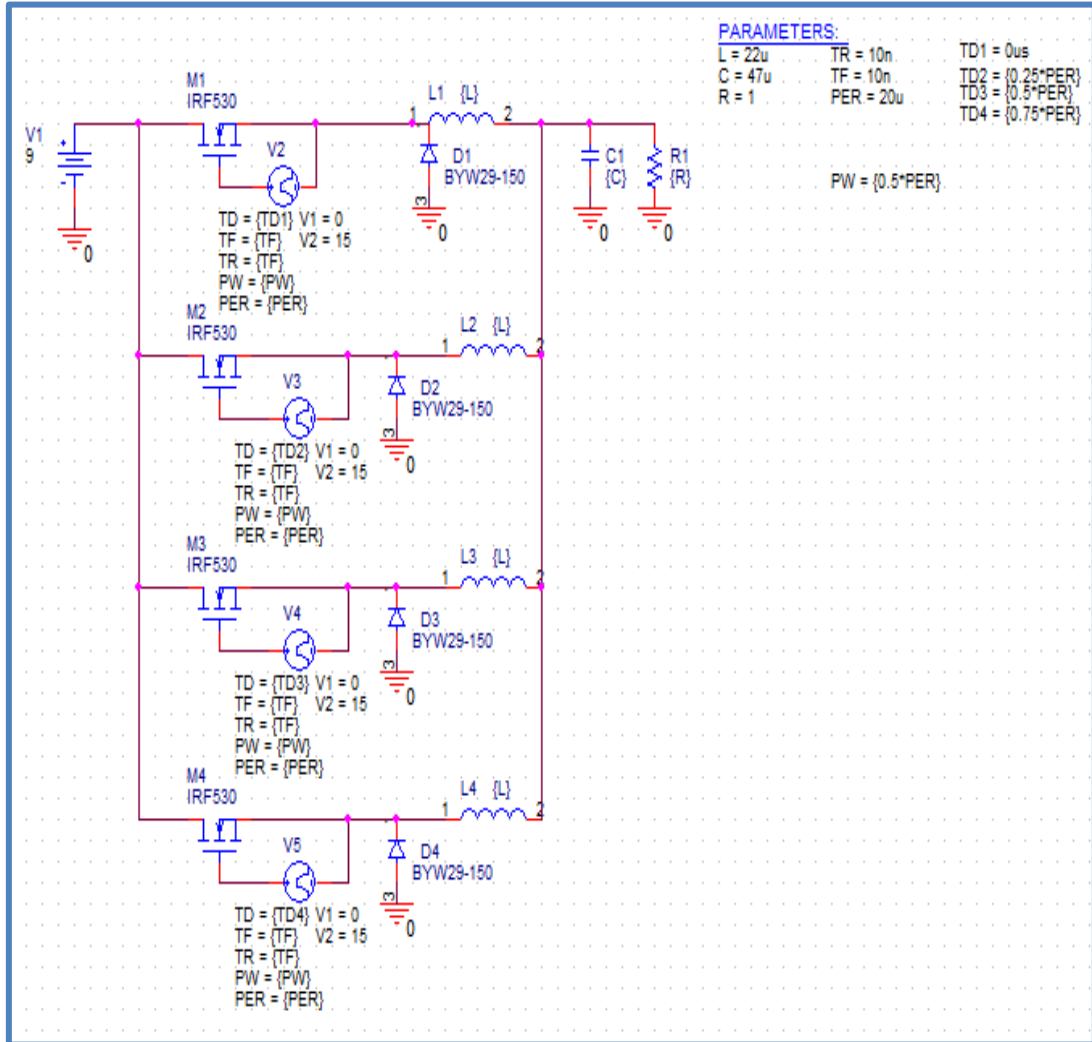 PARAMETERS:
L = 22u TR = 10n TD1 = 0us
C = 47u TF = 10n TD2 = {0.25*PER}
R = 1 PER = 20u TD3 = {0.5*PER}
TD4 = {0.75*PER}
PW = {0.5*PER}
M1
IRF530
L1 {L}
1 2
V1
9
V2
D1
BYW29-150
3
C1
{C}
R1
{R}
0
0
0
0
TD = {TD1} V1 = 0
TF = {TF} V2 = 15
TR = {TF}
PW = {PW}
PER = {PER}
M2
IRF530
L2 {L}
1 2
V3
D2
BYW29-150
3
0
TD = {TD2} V1 = 0
TF = {TF} V2 = 15
TR = {TF}
PW = {PW}
PER = {PER}
M3
IRF530
L3 {L}
1 2
V4
D3
BYW29-150
3
0
TD = {TD3} V1 = 0
TF = {TF} V2 = 15
TR = {TF}
PW = {PW}
PER = {PER}
M4
IRF530
L4 {L}
1 2
V5
D4
BYW29-150
3
0
TD = {TD4} V1 = 0
TF = {TF} V2 = 15
TR = {TF}
PW = {PW}
PER = {PER}